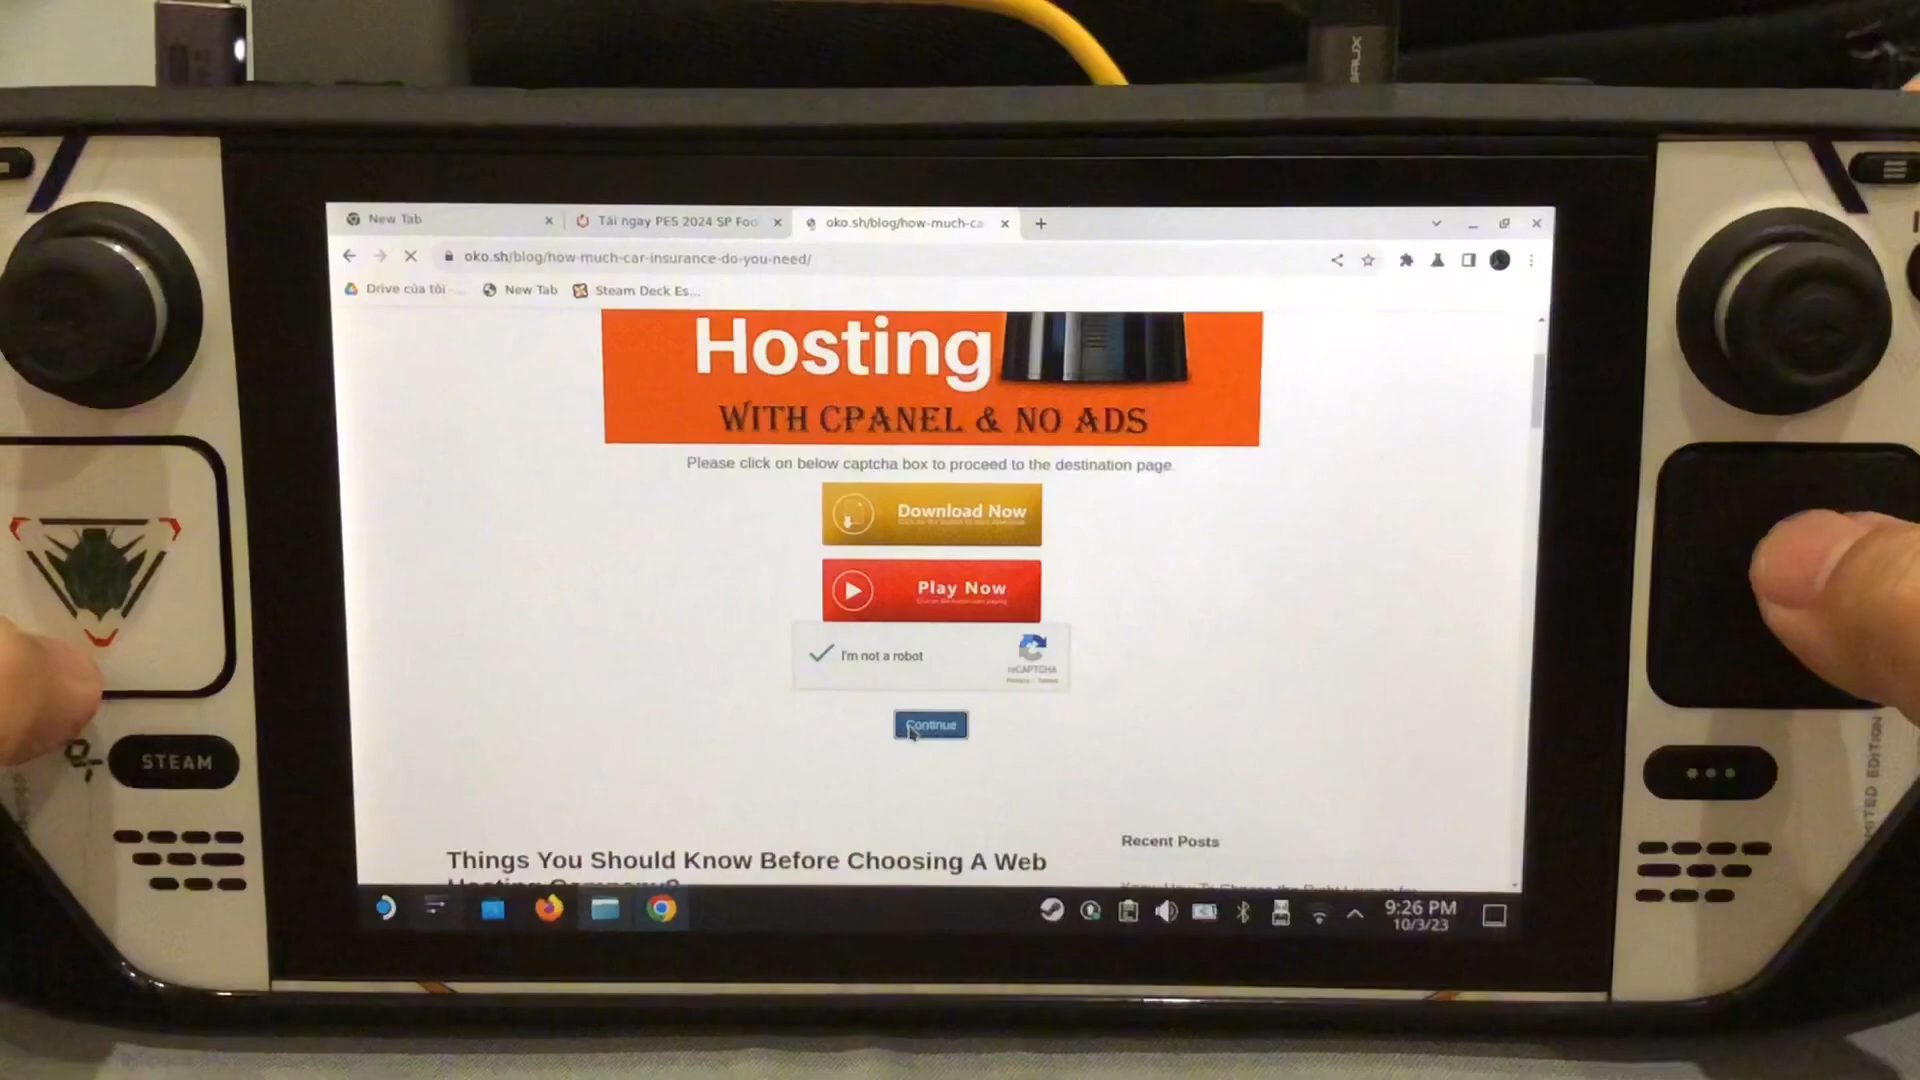 New Tab
Tải ngay PES 2024 SP Foo
oko.sh/blog/how-much-ca
oko.sh/blog/how-much-car-insurance-do-you-need/
Drive của tôi -...
New Tab
Steam Deck Es...
Hosting
WITH CPANEL & NO ADS
Please click on below captcha box to proceed to the destination page.
Download Now
Play Now
I'm not a robot
reCAPTCHA
Continue
Things You Should Know Before Choosing A Web
Recent Posts
STEAM
9:26 PM
10/3/23
LIMITED EDITION